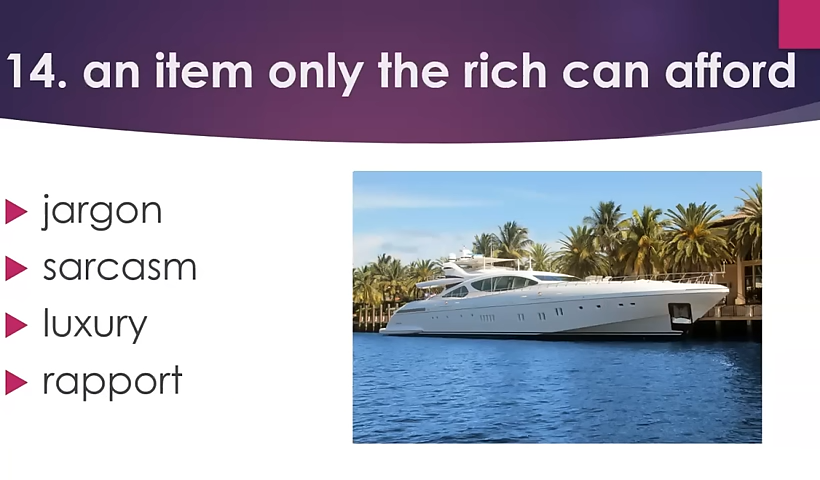 14. an item only the rich can afford
jargon
sarcasm
luxury
rapport